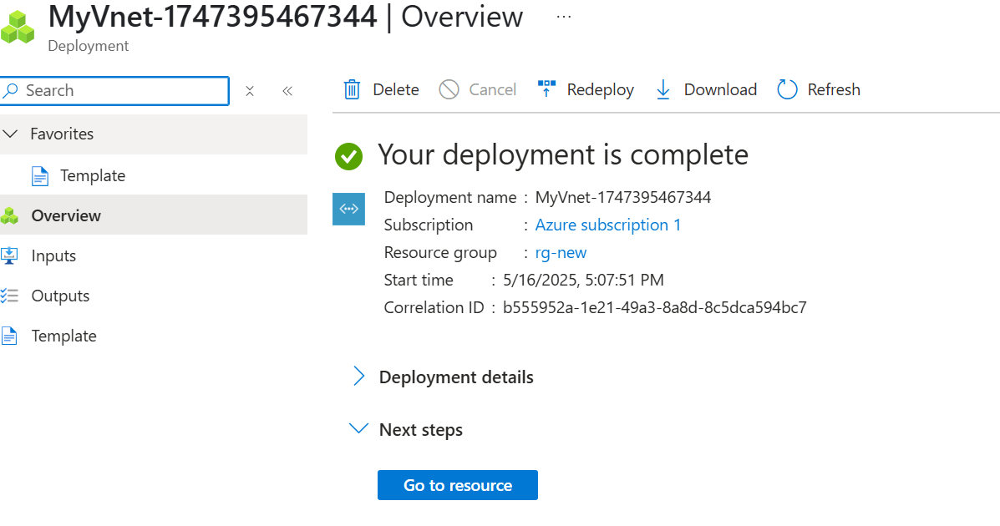 MyVnet-1747395467344 | Overview ...
Deployment
Search
Delete Cancel Redeploy Download Refresh
Favorites
Template
Overview
Inputs
Outputs
Template
Your deployment is complete
Deployment name : MyVnet-1747395467344
Subscription : Azure subscription 1
Resource group : rg-new
Start time : 5/16/2025, 5:07:51 PM
Correlation ID : b555952a-1e21-49a3-8a8d-8c5dca594bc7
Deployment details
Next steps
Go to resource